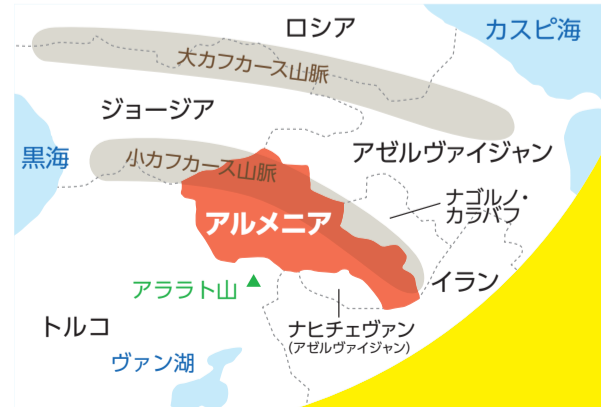 ロシア
カスピ海
大カフカース山脈
ジョージア
アゼルヴァイジャン
黒海
小カフカース山脈
ナゴルノ・
カラバフ
アルメニア
イラン
アララト山
トルコ
ナヒチェヴァン
(アゼルヴァイジャン)
ヴァン湖